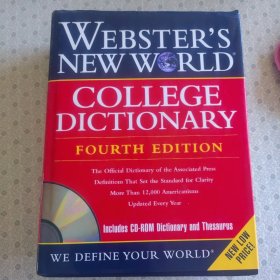 WEBSTER'S
NEW WORLD®
COLLEGE
DICTIONARY
FOURTH EDITION
The Official Dictionary of the Associated Press
Definitions That Set the Standard for Clarity
More Than 12,000 Americanisms
Updated Every Year
Includes CD-ROM Dictionary and Thesaurus
NEW LOW
PRICE!
WE DEFINE YOUR WORLD®